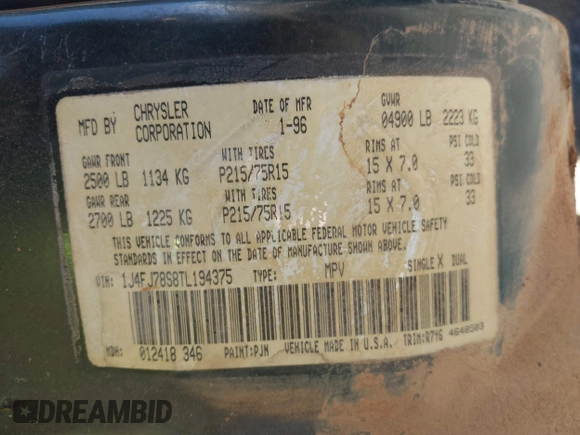 MFD BY CHRYSLER CORPORATION DATE OF MFR 1-96 GVWR 04900 LB 2223 KG
GAWR FRONT WITH TIRES RIMS AT PSI COLD
2500 LB 1134 KG P215/75R15 15 X 7.0 33
GAWR REAR WITH TIRES RIMS AT PSI COLD
2700 LB 1225 KG P215/75R15 15 X 7.0 33
THIS VEHICLE CONFORMS TO ALL APPLICABLE FEDERAL MOTOR VEHICLE SAFETY
STANDARDS IN EFFECT ON THE DATE OF MANUFACTURE SHOWN ABOVE.
VIN: 1J4FJ78S8TL194375 TYPE: MPV SINGLE X DUAL
MDH: 012418 346 PAINT:PJN VEHICLE MADE IN U.S.A. TRIM:R7Y6 4648503
DREAMBID